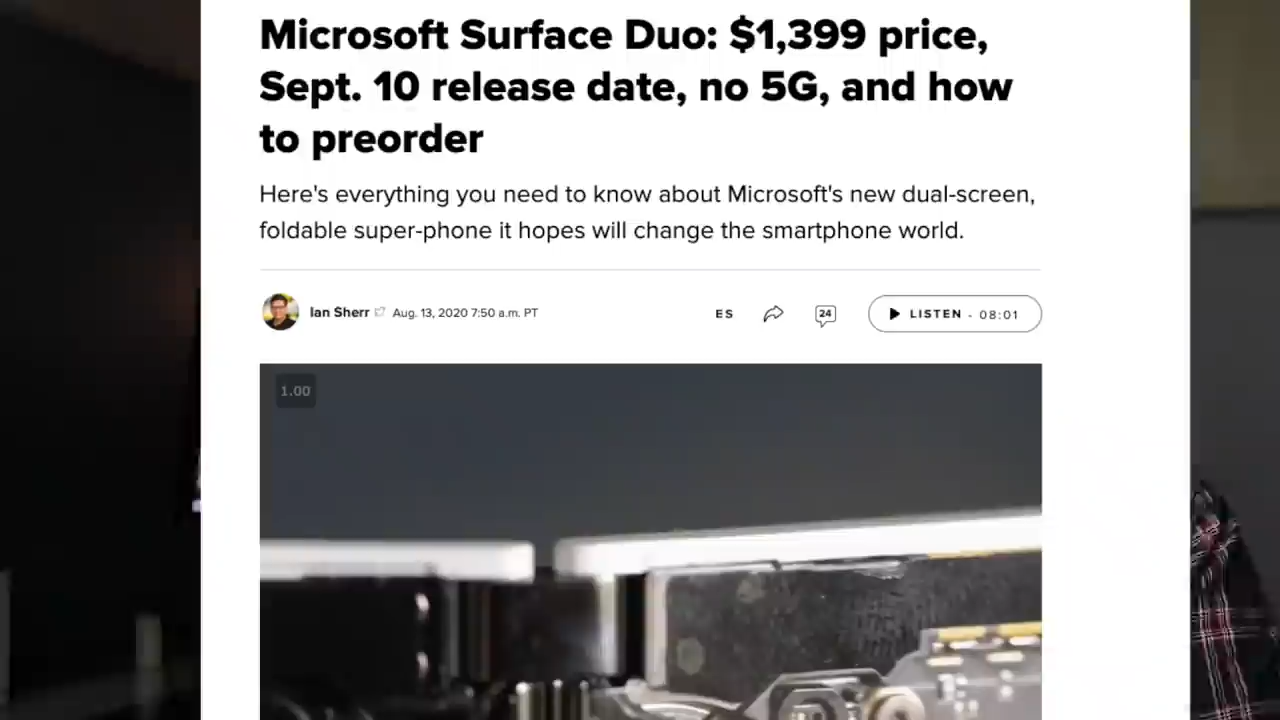 Microsoft Surface Duo: $1,399 price,
Sept. 10 release date, no 5G, and how
to preorder
Here's everything you need to know about Microsoft's new dual-screen,
foldable super-phone it hopes will change the smartphone world.
Ian Sherr Aug. 13, 2020 7:50 a.m. PT ES 24 LISTEN - 08:01
1.00